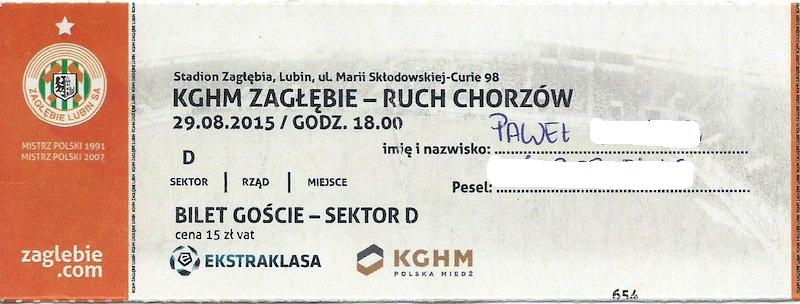 ZAGŁĘBIE LUBIN SA
MISTRZ POLSKI 1991
MISTRZ POLSKI 2007
zaglebie
.com
Stadion Zagłębia, Lubin, ul. Marii Skłodowskiej-Curie 98
KGHM ZAGŁĘBIE – RUCH CHORZÓW
29.08.2015 / GODZ. 18.00
PAWEŁ
imię i nazwisko:
D
SEKTOR | RZĄD | MIEJSCE
Pesel:
BILET GOŚCIE – SEKTOR D
cena 15 zł vat
EKSTRAKLASA
KGHM
POLSKA MIEDŹ
654